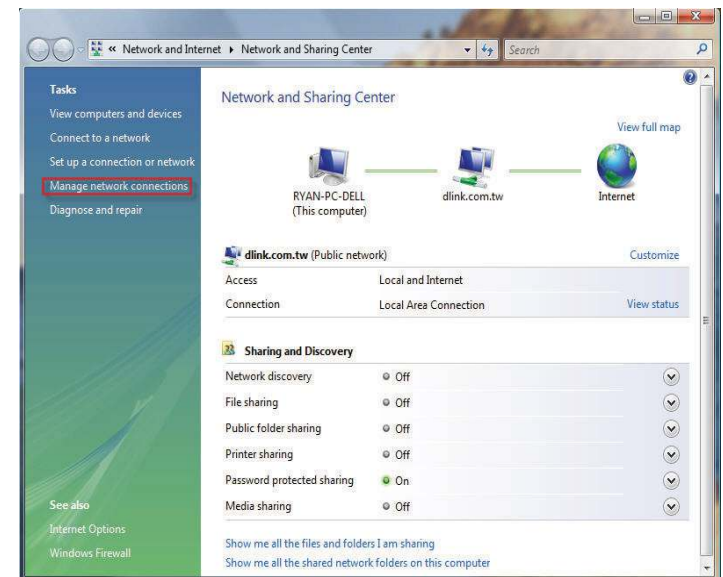 « Network and Internet ▸ Network and Sharing Center
Search
Tasks
View computers and devices
Connect to a network
Set up a connection or network
Manage network connections
Diagnose and repair
See also
Internet Options
Windows Firewall
Network and Sharing Center
View full map
RYAN-PC-DELL
(This computer)
dlink.com.tw
Internet
dlink.com.tw (Public network)
Customize
Access Local and Internet
Connection Local Area Connection View status
Sharing and Discovery
Network discovery Off
File sharing Off
Public folder sharing Off
Printer sharing Off
Password protected sharing On
Media sharing Off
Show me all the files and folders I am sharing
Show me all the shared network folders on this computer